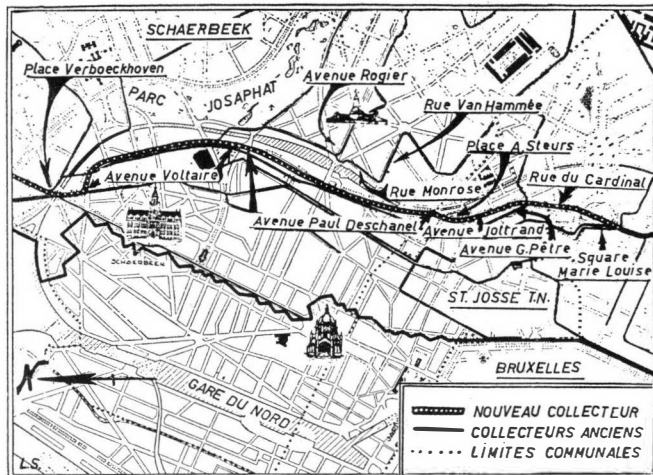 SCHAERBEEK
Place Verboeckhoven
PARC
JOSAPHAT
Avenue Rogier
Rue Van Hammée
Place A. Steurs
Rue du Cardinal
Avenue Voltaire
Rue Monrose
Avenue Paul Deschanel
Avenue Jottrand
Avenue G. Pêtre
Square
Marie Louise
SCHAERBEEK
ST. JOSSE T.N.
BRUXELLES
GARE DU NORD
N
NOUVEAU COLLECTEUR
COLLECTEURS ANCIENS
LIMITES COMMUNALES
L.S.